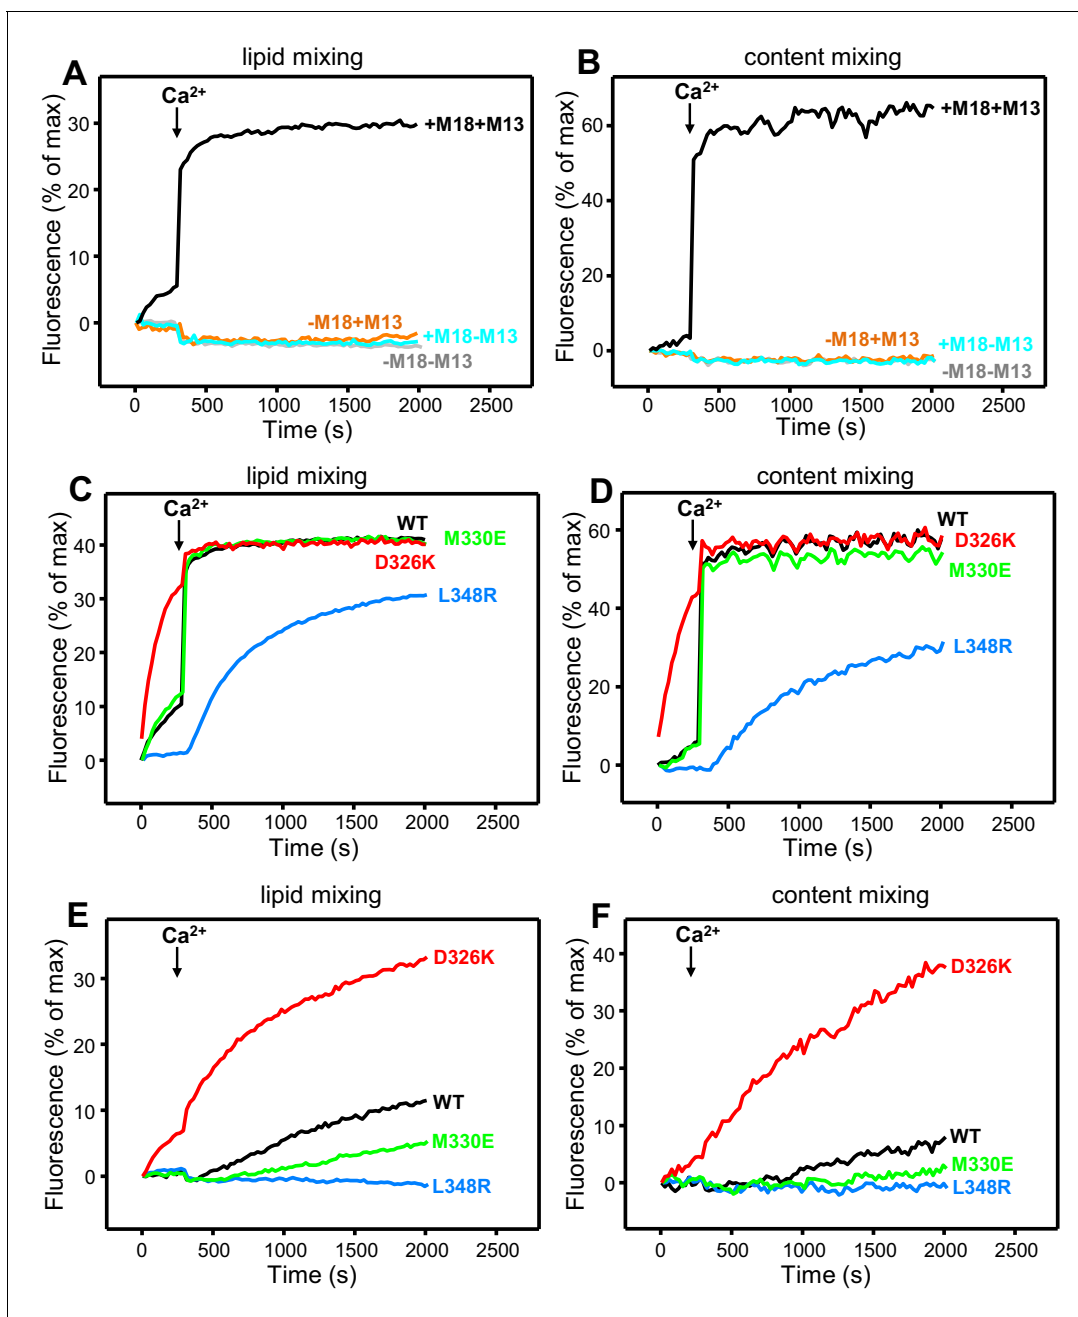 A
lipid mixing
Ca2+
+M18+M13
-M18+M13
+M18-M13
-M18-M13
Fluorescence (% of max)
30
20
10
0
0 500 1000 1500 2000 2500
Time (s)
B
content mixing
Ca2+
+M18+M13
-M18+M13
+M18-M13
-M18-M13
Fluorescence (% of max)
60
40
20
0
0 500 1000 1500 2000 2500
Time (s)
C
lipid mixing
Ca2+
WT
M330E
D326K
L348R
Fluorescence (% of max)
40
30
20
10
0
0 500 1000 1500 2000 2500
Time (s)
D
content mixing
Ca2+
WT
D326K
M330E
L348R
Fluorescence (% of max)
60
40
20
0
0 500 1000 1500 2000 2500
Time (s)
E
lipid mixing
Ca2+
D326K
WT
M330E
L348R
Fluorescence (% of max)
30
20
10
0
0 500 1000 1500 2000 2500
Time (s)
F
content mixing
Ca2+
D326K
WT
M330E
L348R
Fluorescence (% of max)
40
30
20
10
0
0 500 1000 1500 2000 2500
Time (s)